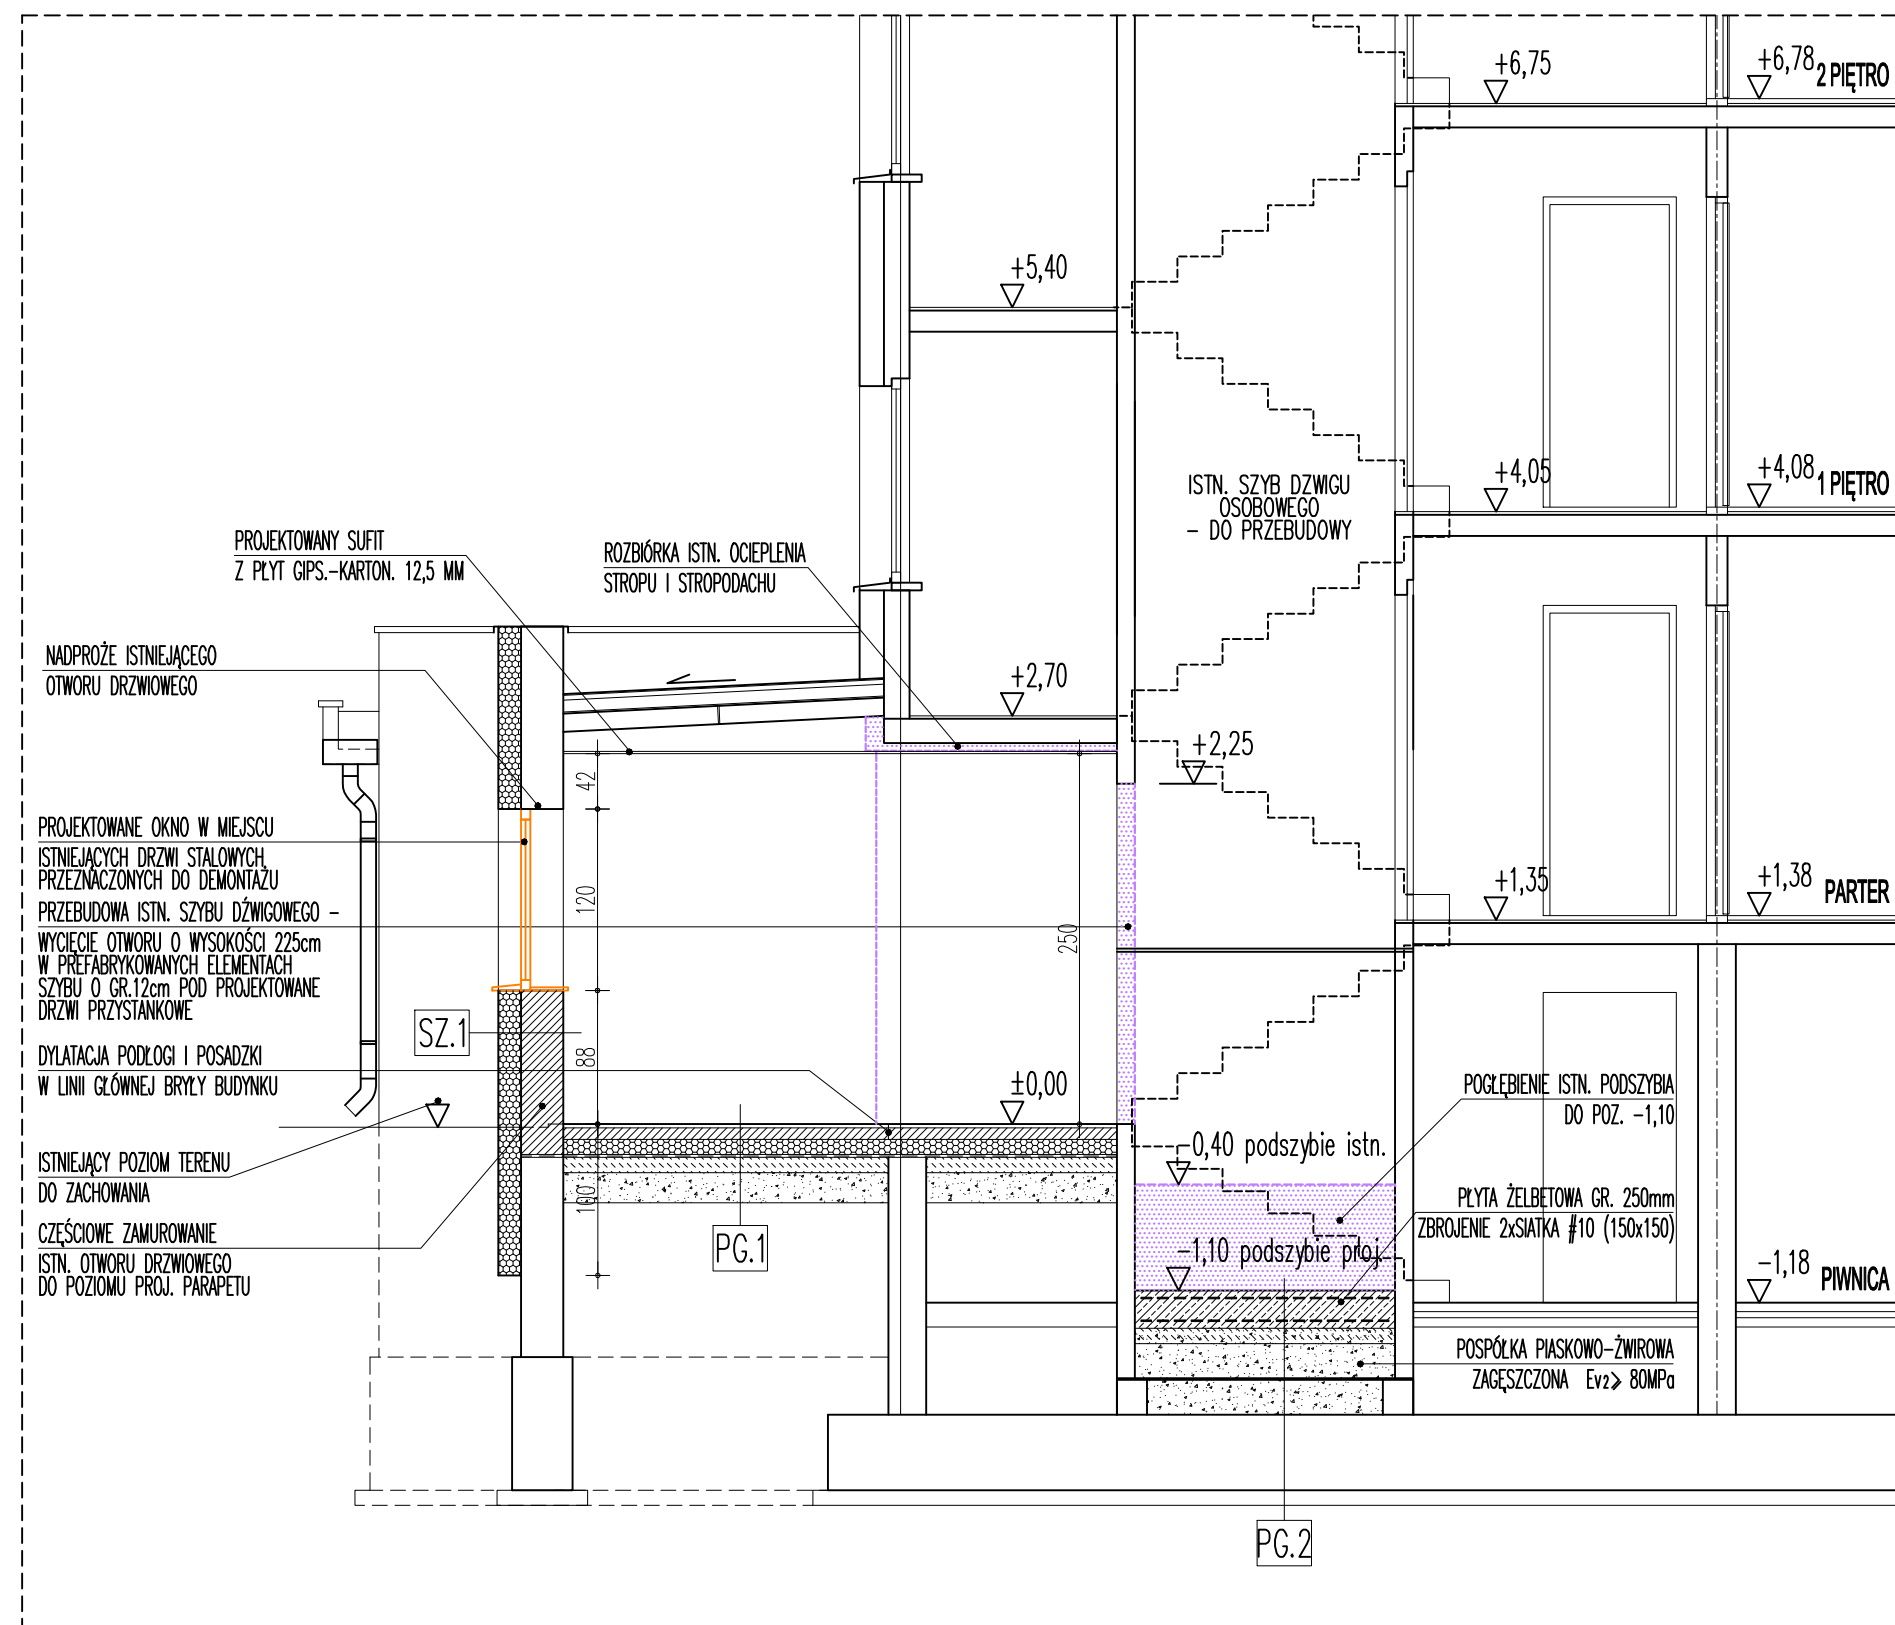 +6,75
+6,78
2 PIĘTRO
+5,40
+4,05
+4,08
1 PIĘTRO
ISTN. SZYB DZWIGU
OSOBOWEGO
- DO PRZEBUDOWY
PROJEKTOWANY SUFIT
Z PŁYT GIPS.-KARTON. 12,5 MM
ROZBIÓRKA ISTN. OCIEPLENIA
STROPU I STROPODACHU
NADPROŻE ISTNIEJĄCEGO
OTWORU DRZWIOWEGO
+2,70
+2,25
42
PROJEKTOWANE OKNO W MIEJSCU
ISTNIEJĄCYCH DRZWI STALOWYCH,
PRZEZNACZONYCH DO DEMONTAŻU
120
250
+1,35
+1,38
PARTER
PRZEBUDOWA ISTN. SZYBU DŹWIGOWEGO -
WYCIĘCIE OTWORU O WYSOKOŚCI 225cm
W PREFABRYKOWANYCH ELEMENTACH
SZYBU O GR.12cm POD PROJEKTOWANE
DRZWI PRZYSTANKOWE
SZ.1
88
DYLATACJA PODŁOGI I POSADZKI
W LINII GŁÓWNEJ BRYŁY BUDYNKU
±0,00
POGŁĘBIENIE ISTN. PODSZYBIA
DO POZ. -1,10
-0,40 podszybie istn.
ISTNIEJĄCY POZIOM TERENU
DO ZACHOWANIA
100
PŁYTA ŻELBETOWA GR. 250mm
ZBROJENIE 2xSIATKA #10 (150x150)
CZĘŚCIOWE ZAMUROWANIE
ISTN. OTWORU DRZWIOWEGO
DO POZIOMU PROJ. PARAPETU
PG.1
-1,10 podszybie proj.
-1,18
PIWNICA
POSPÓŁKA PIASKOWO-ŻWIROWA
ZAGĘSZCZONA Ev2⩾ 80MPa
PG.2